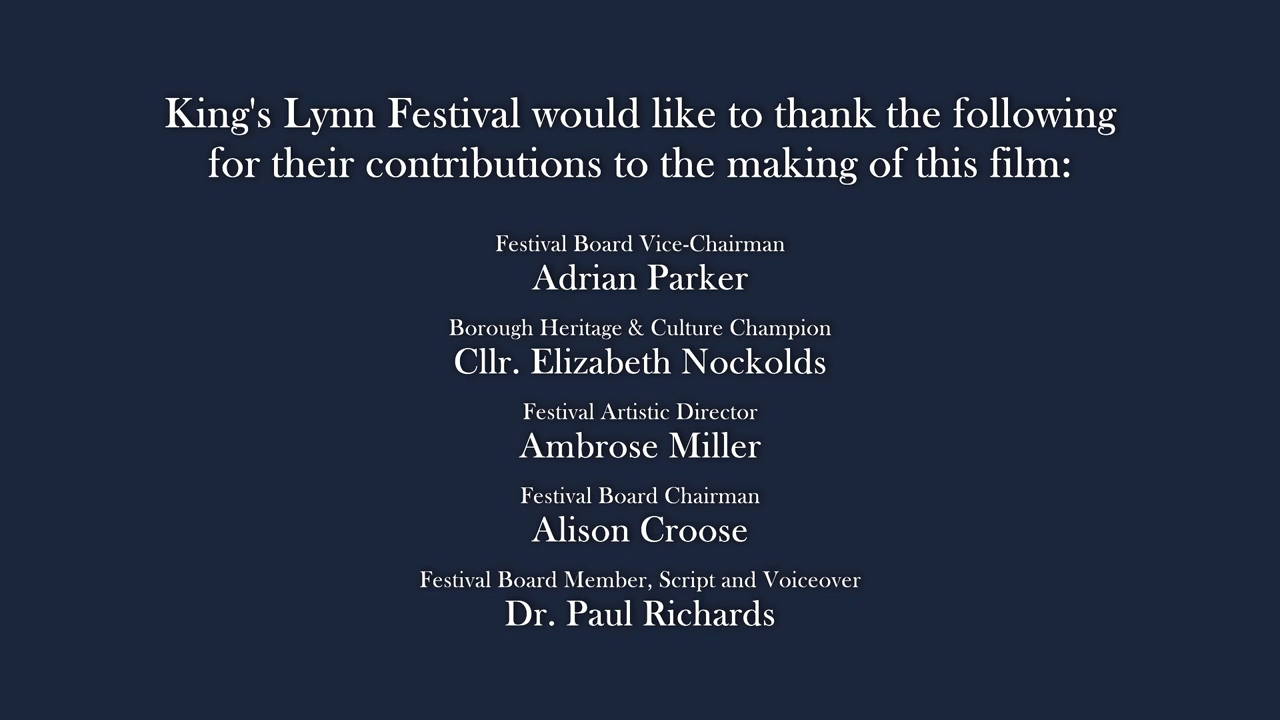 King's Lynn Festival would like to thank the following
for their contributions to the making of this film:
Festival Board Vice-Chairman
Adrian Parker
Borough Heritage & Culture Champion
Cllr. Elizabeth Nockolds
Festival Artistic Director
Ambrose Miller
Festival Board Chairman
Alison Croose
Festival Board Member, Script and Voiceover
Dr. Paul Richards